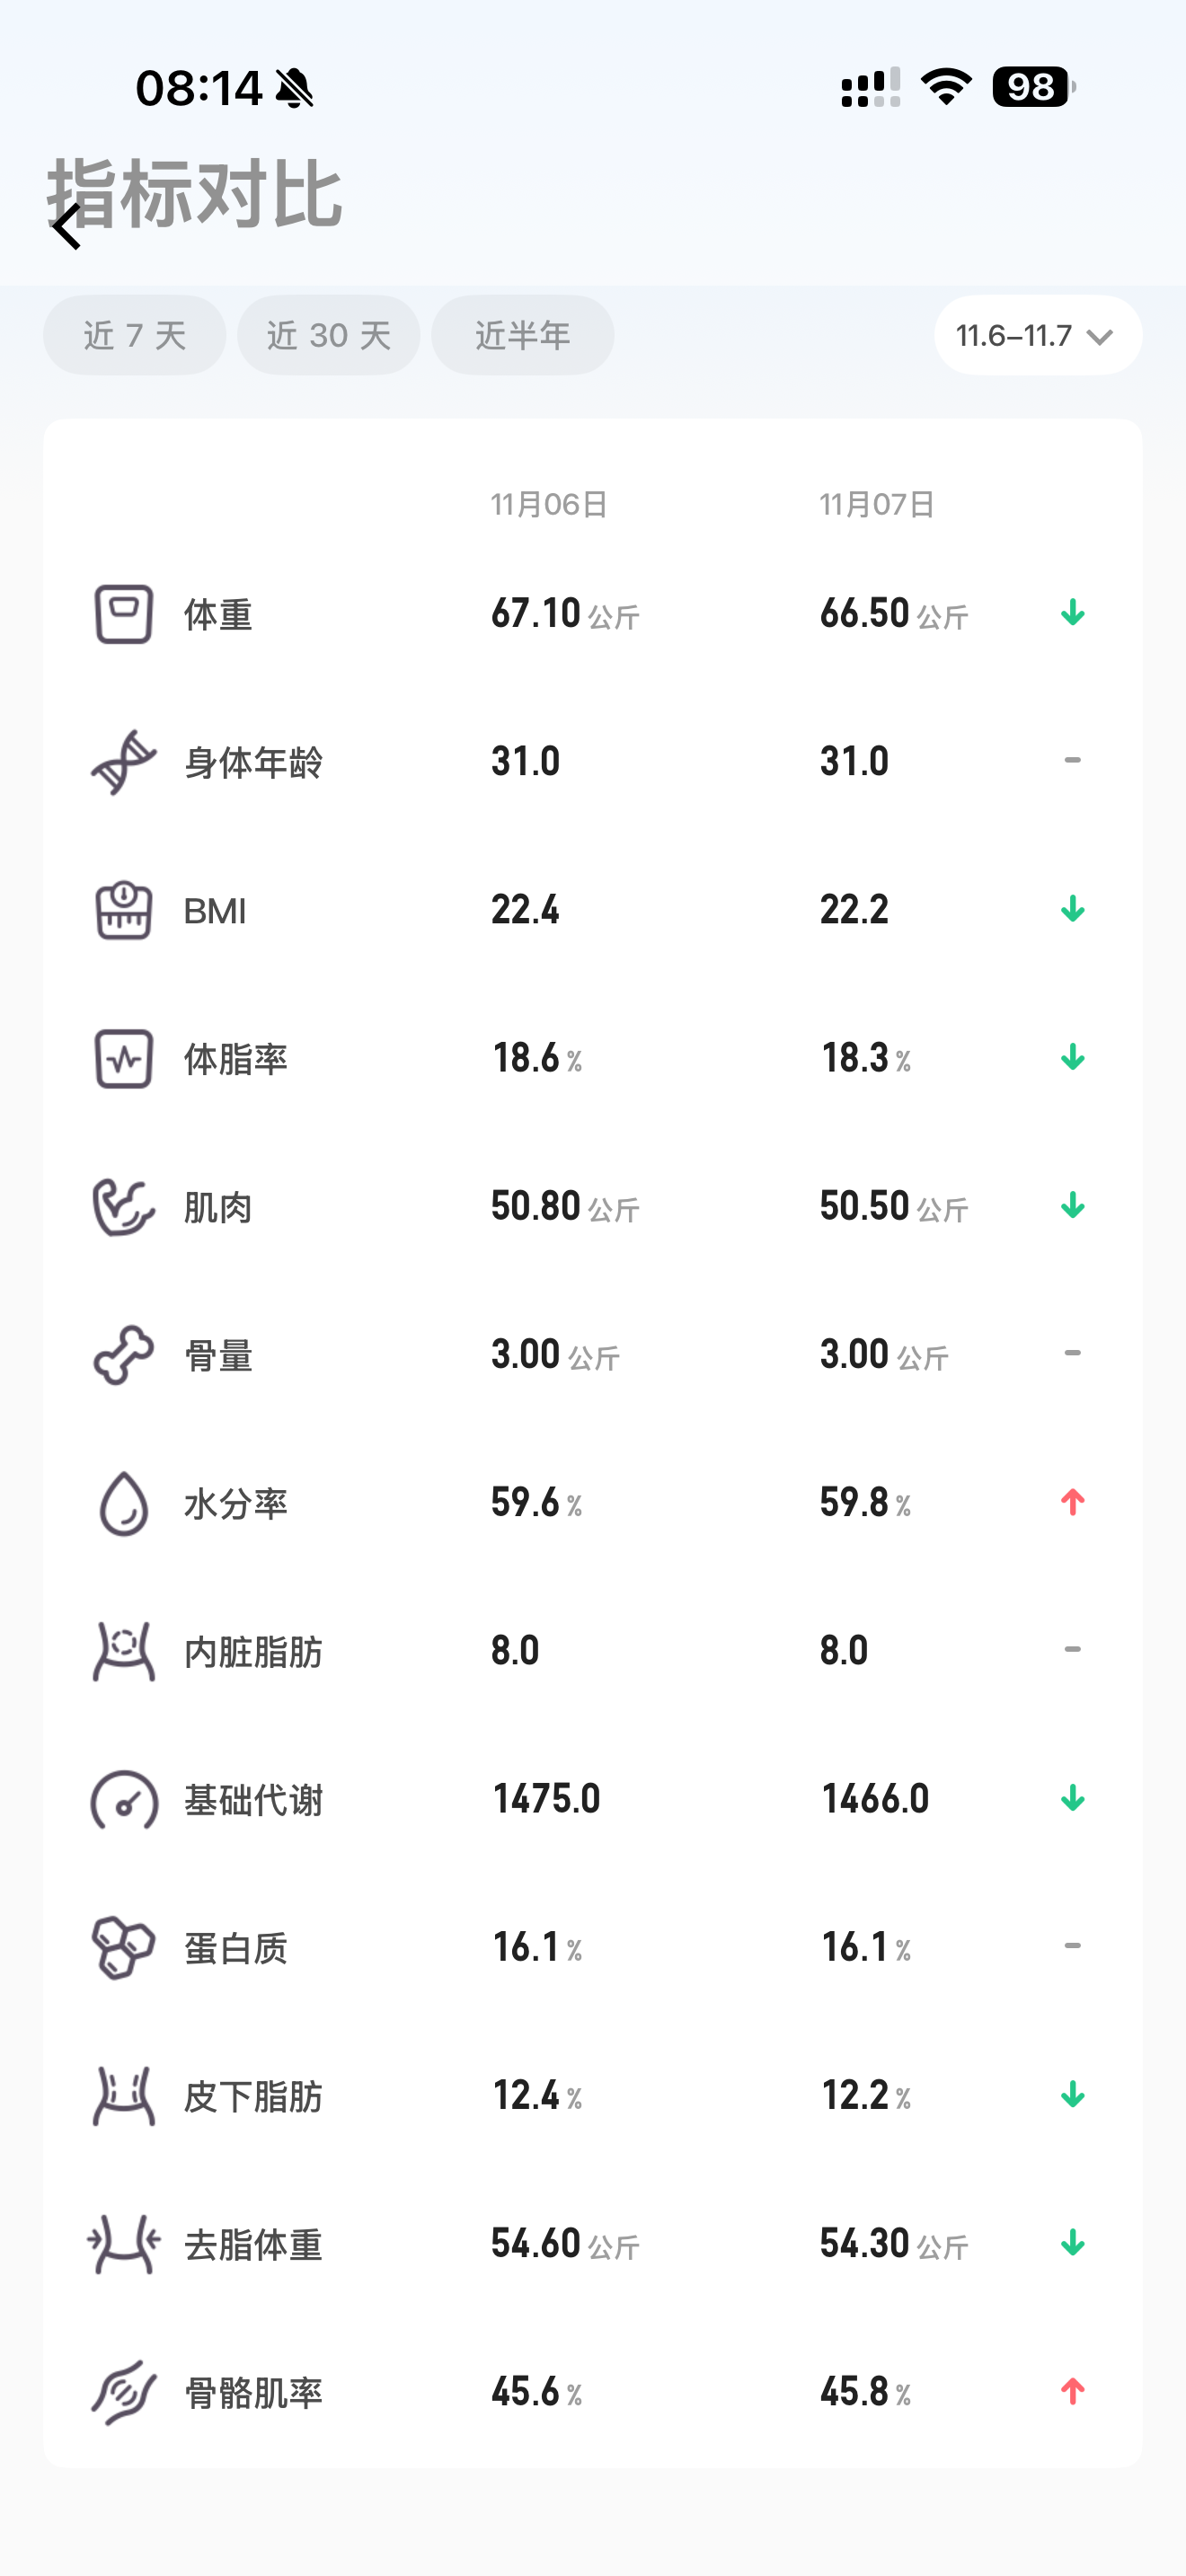 08:14 98
指标对比
近 7 天 近 30 天 近半年 11.6–11.7
11月06日 11月07日
体重 67.10 公斤 66.50 公斤
身体年龄 31.0 31.0 -
BMI 22.4 22.2
体脂率 18.6 % 18.3 %
肌肉 50.80 公斤 50.50 公斤
骨量 3.00 公斤 3.00 公斤 -
水分率 59.6 % 59.8 %
内脏脂肪 8.0 8.0 -
基础代谢 1475.0 1466.0
蛋白质 16.1 % 16.1 % -
皮下脂肪 12.4 % 12.2 %
去脂体重 54.60 公斤 54.30 公斤
骨骼肌率 45.6 % 45.8 %